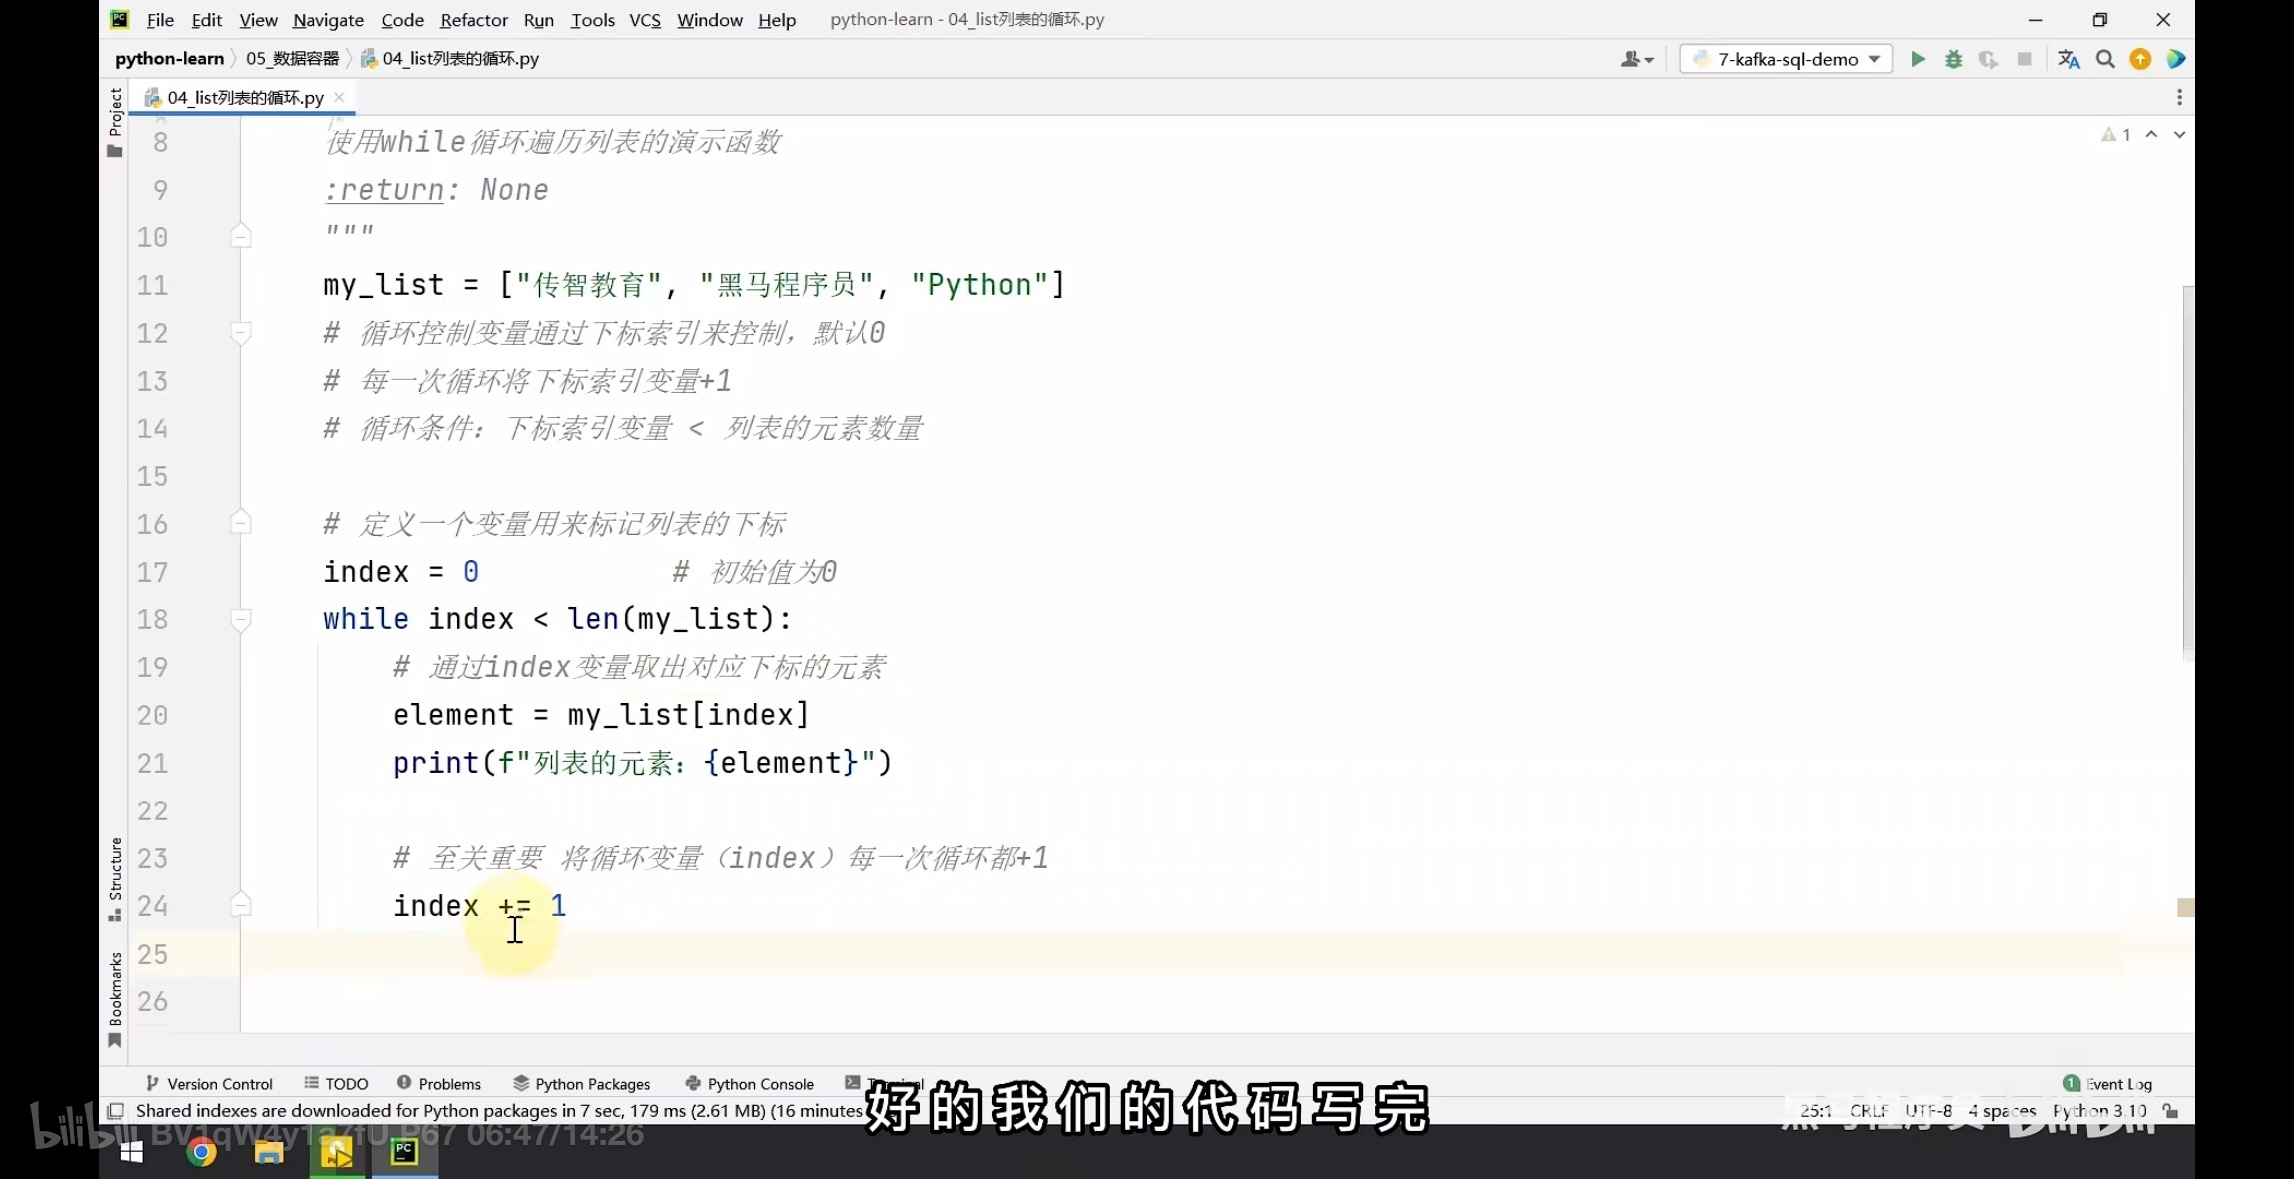 File Edit View Navigate Code Refactor Run Tools VCS Window Help python-learn - 04_list列表的循环.py
python-learn 05_数据容器 04_list列表的循环.py 7-kafka-sql-demo
Project
04_list列表的循环.py
1
8 使用while循环遍历列表的演示函数
9 :return: None
10 """
11 my_list = ["传智教育", "黑马程序员", "Python"]
12 # 循环控制变量通过下标索引来控制，默认0
13 # 每一次循环将下标索引变量+1
14 # 循环条件：下标索引变量 < 列表的元素数量
15
16 # 定义一个变量用来标记列表的下标
17 index = 0 # 初始值为0
18 while index < len(my_list):
19 # 通过index变量取出对应下标的元素
20 element = my_list[index]
21 print(f"列表的元素：{element}")
22
23 # 至关重要 将循环变量（index）每一次循环都+1
24 index += 1
25
26
Structure
Bookmarks
Version Control TODO Problems Python Packages Python Console Terminal 1 Event Log
Shared indexes are downloaded for Python packages in 7 sec, 179 ms (2.61 MB) (16 minutes 25:1 CRLF UTF-8 4 spaces Python 3.10
好的我们的代码写完
黑马程序员 bilibili
bilibili BV1qW4y1a7fU P67 06:47/14:26